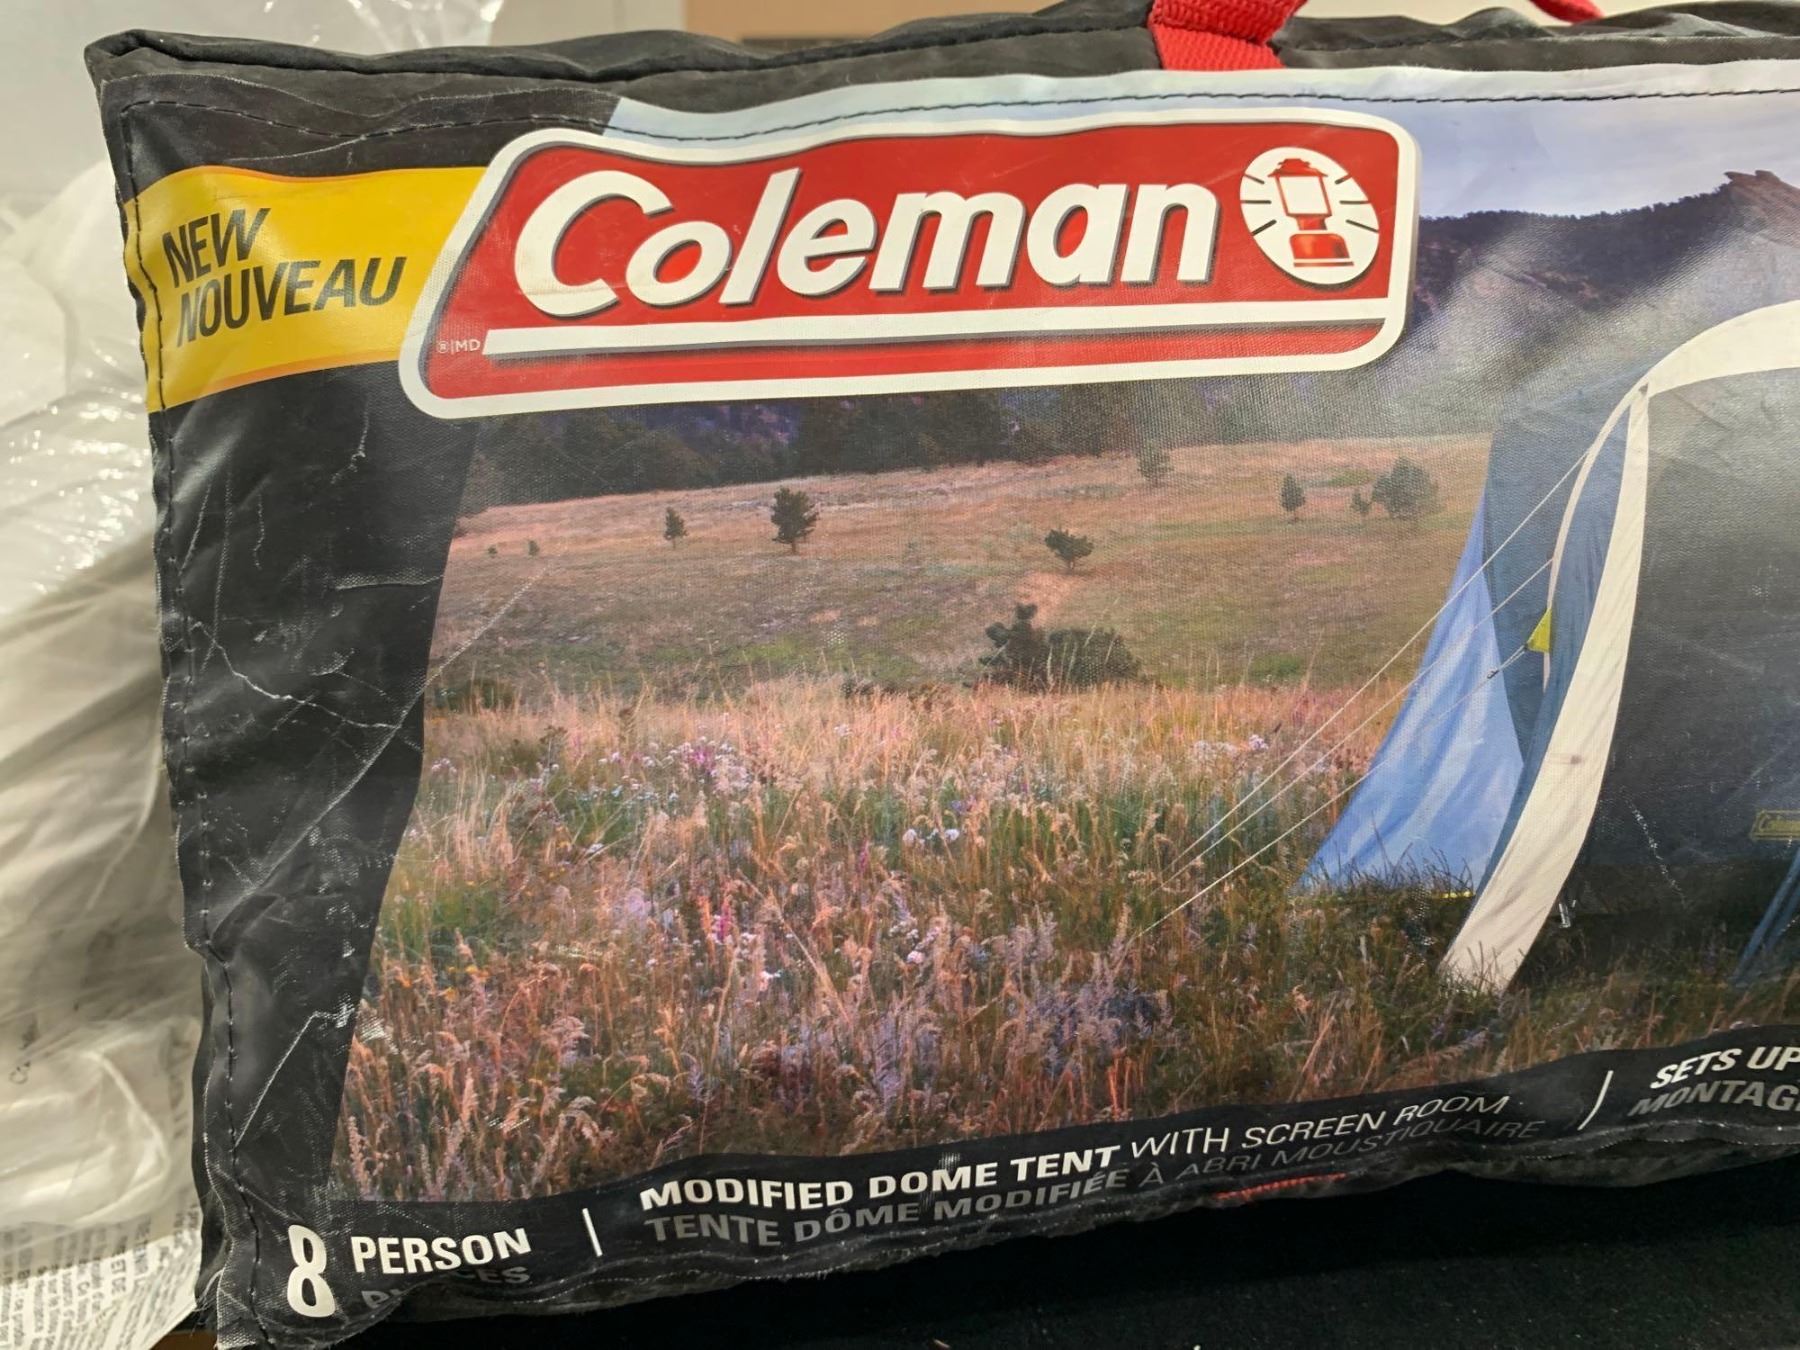 NEW
NOUVEAU
Coleman
®|MD
8 PERSON
MODIFIED DOME TENT WITH SCREEN ROOM
TENTE DÔME MODIFIÉE À ABRI MOUSTIQUAIRE
SETS UP
MONTAG